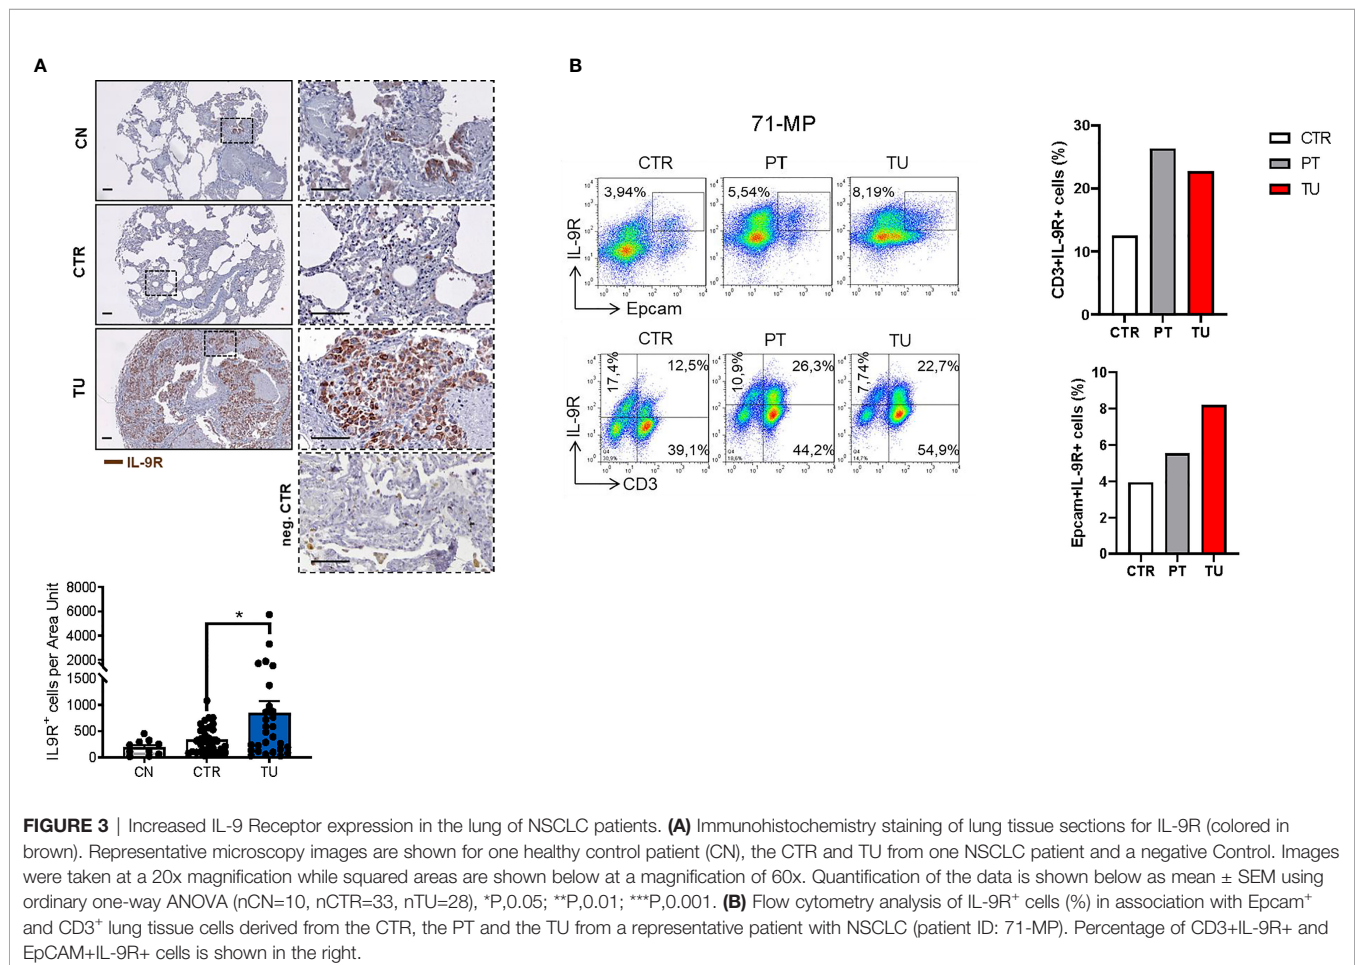 A
CN
CTR
TU
IL-9R
neg. CTR
IL9R+ cells per Area Unit
8000
6000
4000
2000
1500
1000
500
0
*
CN CTR TU
B
71-MP
CTR PT TU
3,94% 5,54% 8,19%
IL-9R
Epcam
CTR PT TU
17,4% 12,5% 10,9% 26,3% 7,74% 22,7%
39,1% 44,2% 54,9%
IL-9R
CD3
CD3+IL-9R+ cells (%)
30
20
10
0
CTR PT TU
CTR
PT
TU
Epcam+IL-9R+ cells (%)
10
8
6
4
2
0
CTR PT TU
FIGURE 3 | Increased IL-9 Receptor expression in the lung of NSCLC patients. (A) Immunohistochemistry staining of lung tissue sections for IL-9R (colored in
brown). Representative microscopy images are shown for one healthy control patient (CN), the CTR and TU from one NSCLC patient and a negative Control. Images
were taken at a 20x magnification while squared areas are shown below at a magnification of 60x. Quantification of the data is shown below as mean ± SEM using
ordinary one-way ANOVA (nCN=10, nCTR=33, nTU=28), *P,0.05; **P,0.01; ***P,0.001. (B) Flow cytometry analysis of IL-9R+ cells (%) in association with Epcam+
and CD3+ lung tissue cells derived from the CTR, the PT and the TU from a representative patient with NSCLC (patient ID: 71-MP). Percentage of CD3+IL-9R+ and
EpCAM+IL-9R+ cells is shown in the right.